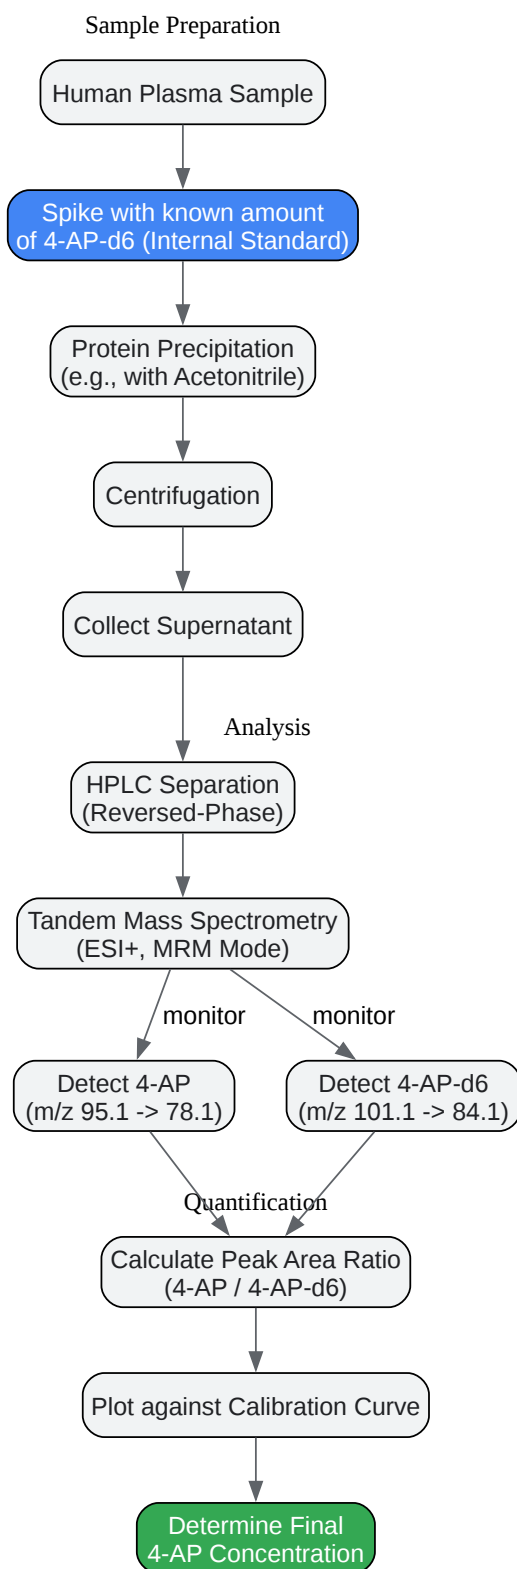 Sample Preparation
Human Plasma Sample
Spike with known amount
of 4-AP-d6 (Internal Standard)
Protein Precipitation
(e.g., with Acetonitrile)
Centrifugation
Collect Supernatant
Analysis
HPLC Separation
(Reversed-Phase)
Tandem Mass Spectrometry
(ESI+, MRM Mode)
monitor
monitor
Detect 4-AP
(m/z 95.1 -> 78.1)
Detect 4-AP-d6
(m/z 101.1 -> 84.1)
Quantification
Calculate Peak Area Ratio
(4-AP / 4-AP-d6)
Plot against Calibration Curve
Determine Final
4-AP Concentration